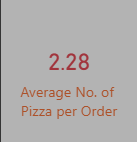 2.28
Average No. of
Pizza per Order